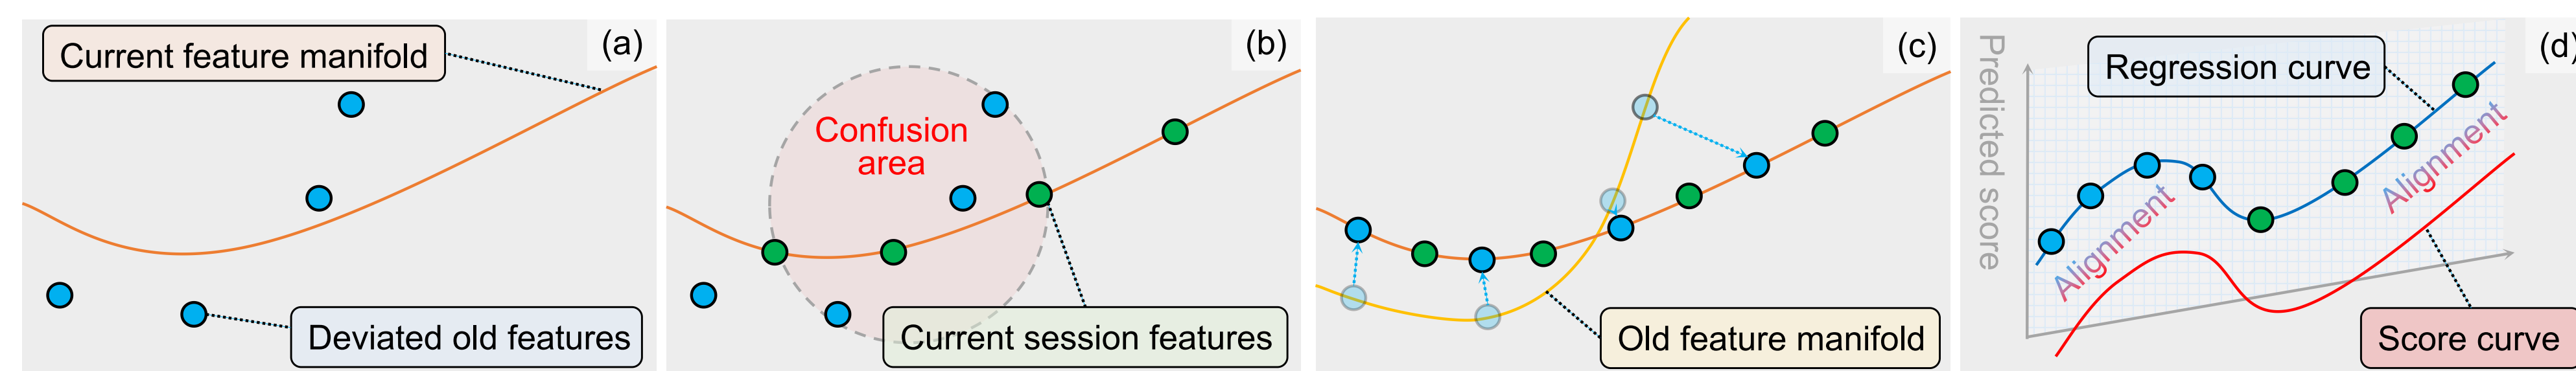 (a)
Current feature manifold
Deviated old features
(b)
Confusion
area
Current session features
(c)
Old feature manifold
(d)
Predicted score
Regression curve
Alignment
Alignment
Score curve